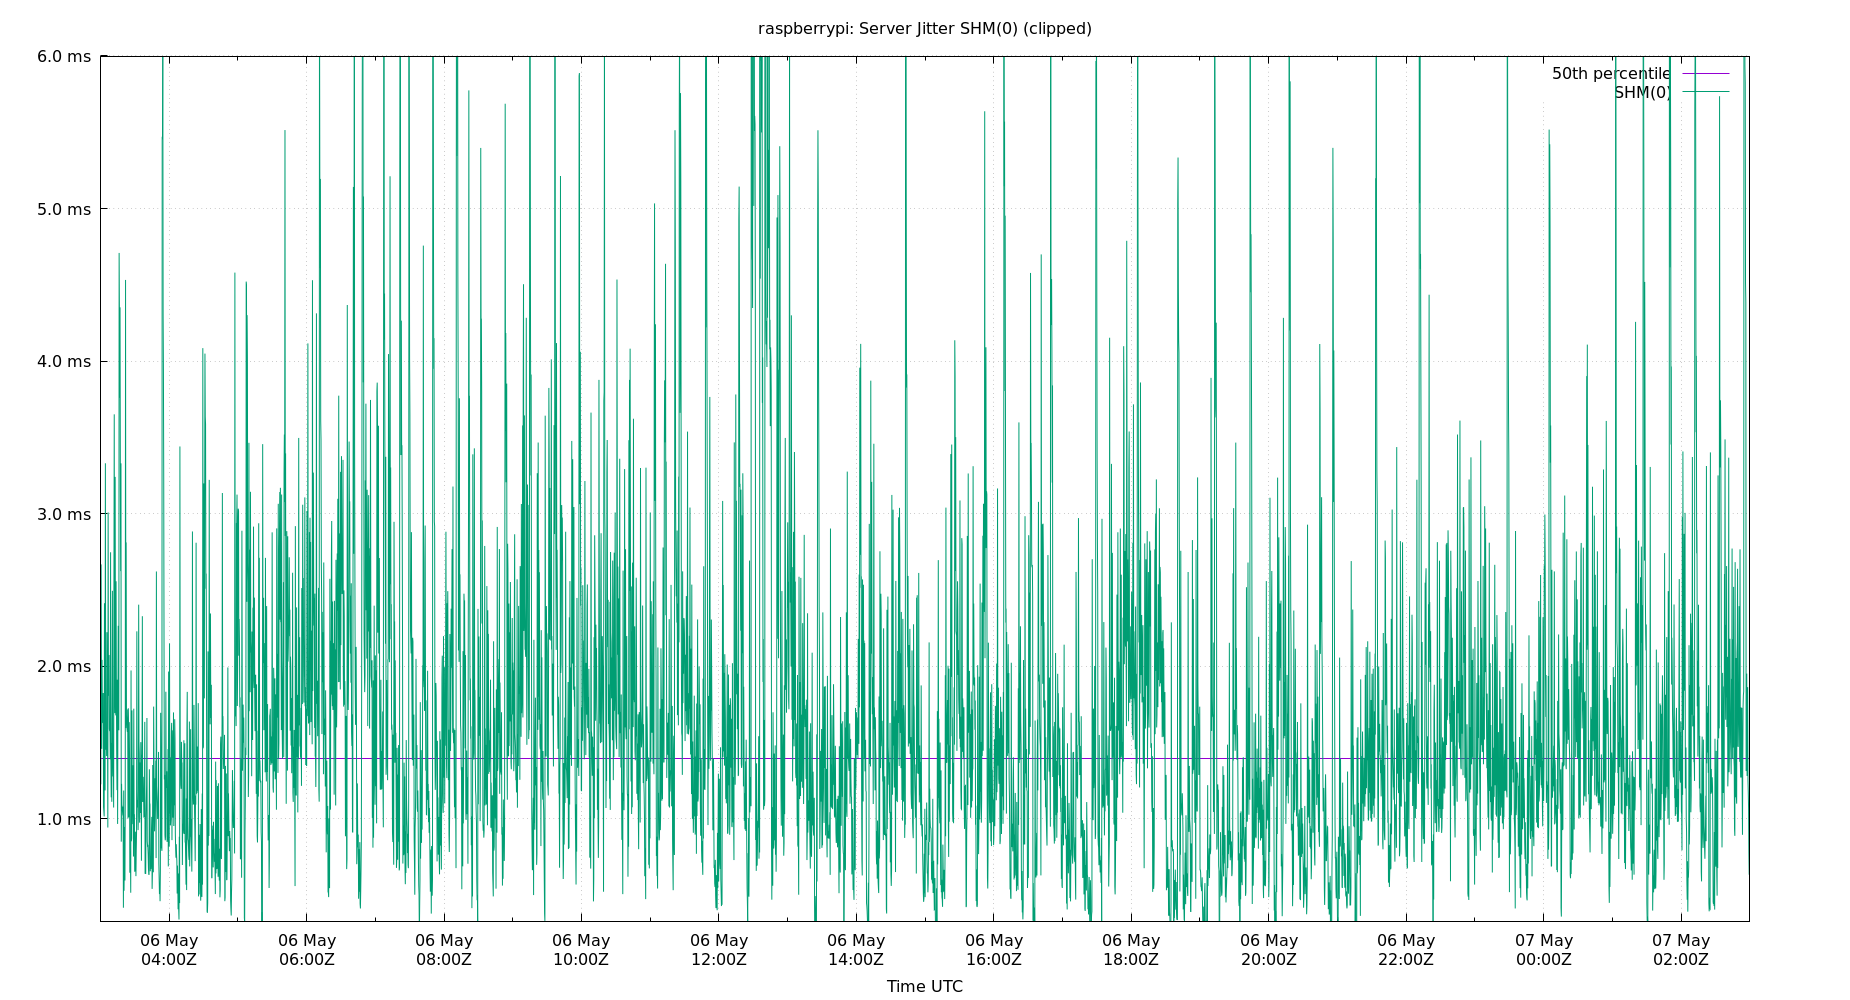 raspberrypi: Server Jitter SHM(0) (clipped)
6.0 ms
5.0 ms
4.0 ms
3.0 ms
2.0 ms
1.0 ms
50th percentile
SHM(0)
06 May 06 May 06 May 06 May 06 May 06 May 06 May 06 May 06 May 06 May 07 May 07 May
04:00Z 06:00Z 08:00Z 10:00Z 12:00Z 14:00Z 16:00Z 18:00Z 20:00Z 22:00Z 00:00Z 02:00Z
Time UTC